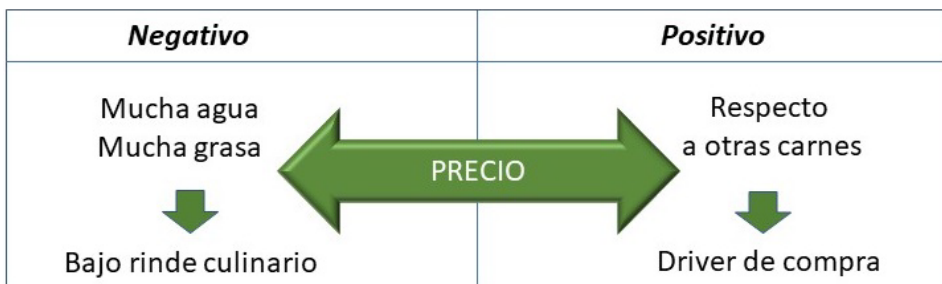 Negativo
Positivo
Mucha agua
Mucha grasa
PRECIO
Respecto
a otras carnes
Bajo rinde culinario
Driver de compra